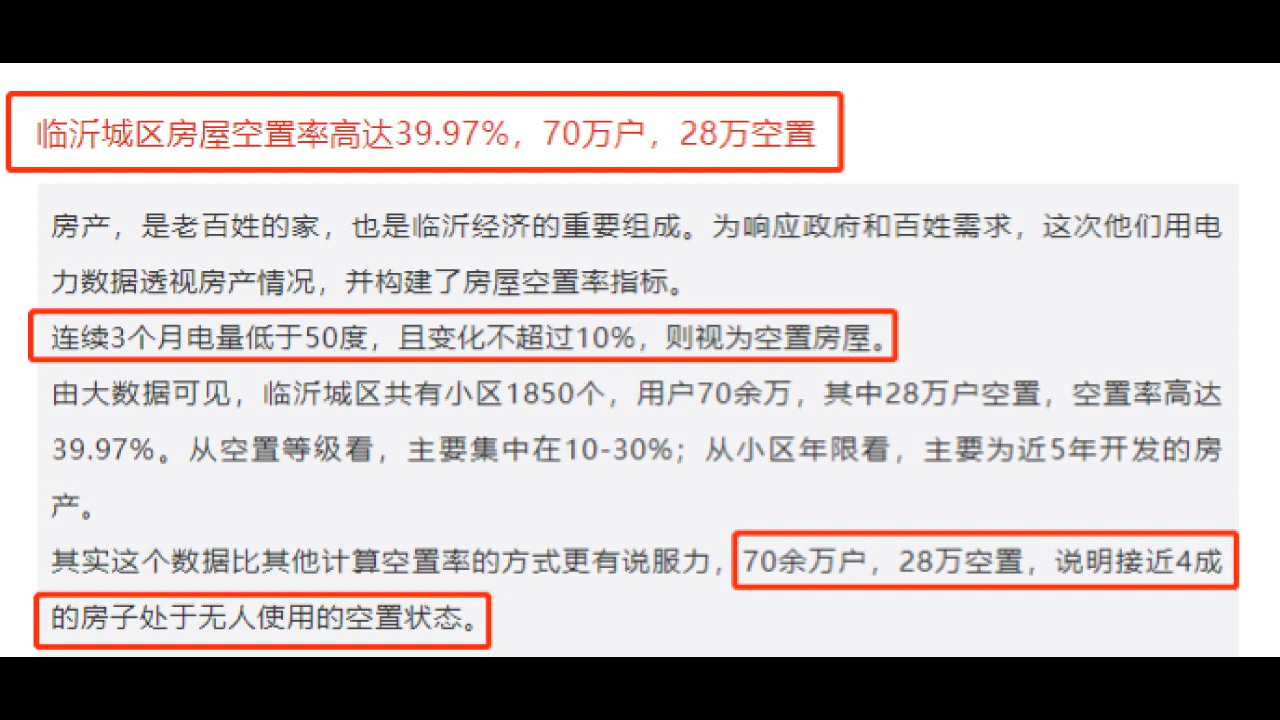 临沂城区房屋空置率高达39.97%，70万户，28万空置
房产，是老百姓的家，也是临沂经济的重要组成。为响应政府和百姓需求，这次他们用电
力数据透视房产情况，并构建了房屋空置率指标。
连续3个月电量低于50度，且变化不超过10%，则视为空置房屋。
由大数据可见，临沂城区共有小区1850个，用户70余万，其中28万户空置，空置率高达
39.97%。从空置等级看，主要集中在10-30%；从小区年限看，主要为近5年开发的房
产。
其实这个数据比其他计算空置率的方式更有说服力，70余万户，28万空置，说明接近4成
的房子处于无人使用的空置状态。